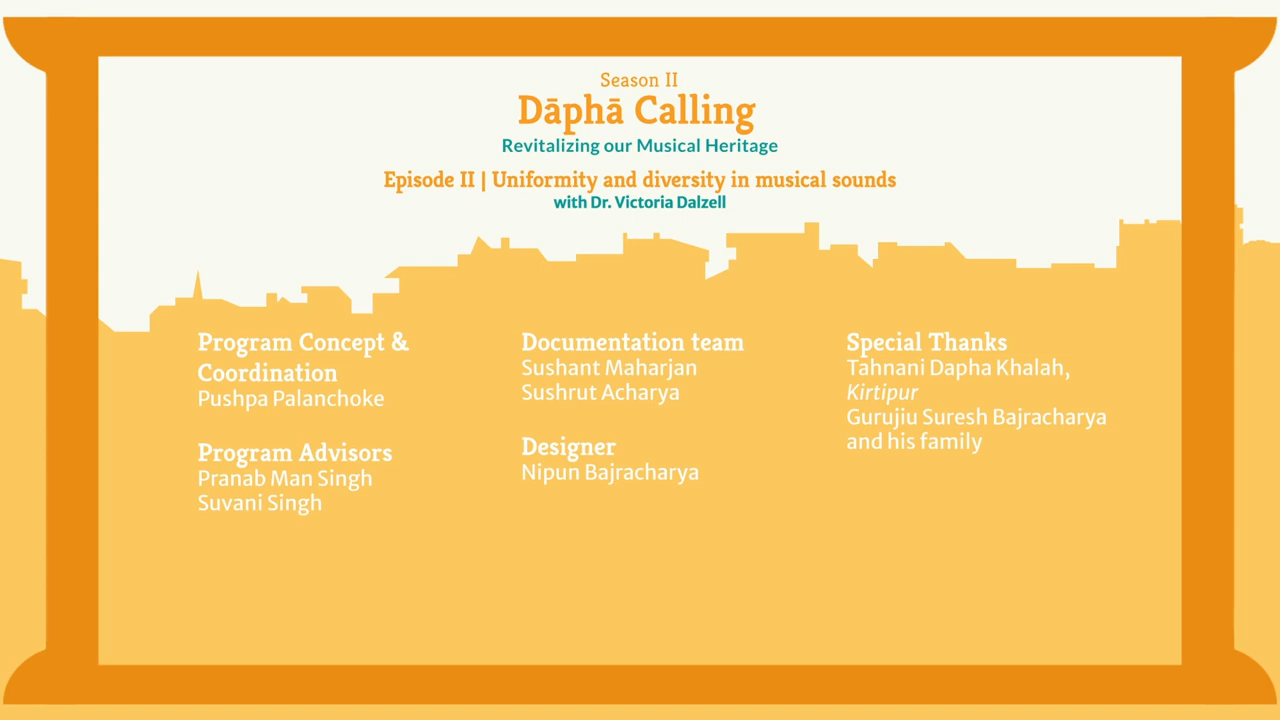 Season II
Dāphā Calling
Revitalizing our Musical Heritage
Episode II | Uniformity and diversity in musical sounds
with Dr. Victoria Dalzell
Program Concept &
Coordination
Pushpa Palanchoke
Program Advisors
Pranab Man Singh
Suvani Singh
Documentation team
Sushant Maharjan
Sushrut Acharya
Designer
Nipun Bajracharya
Special Thanks
Tahnani Dapha Khalah,
Kirtipur
Gurujiu Suresh Bajracharya
and his family